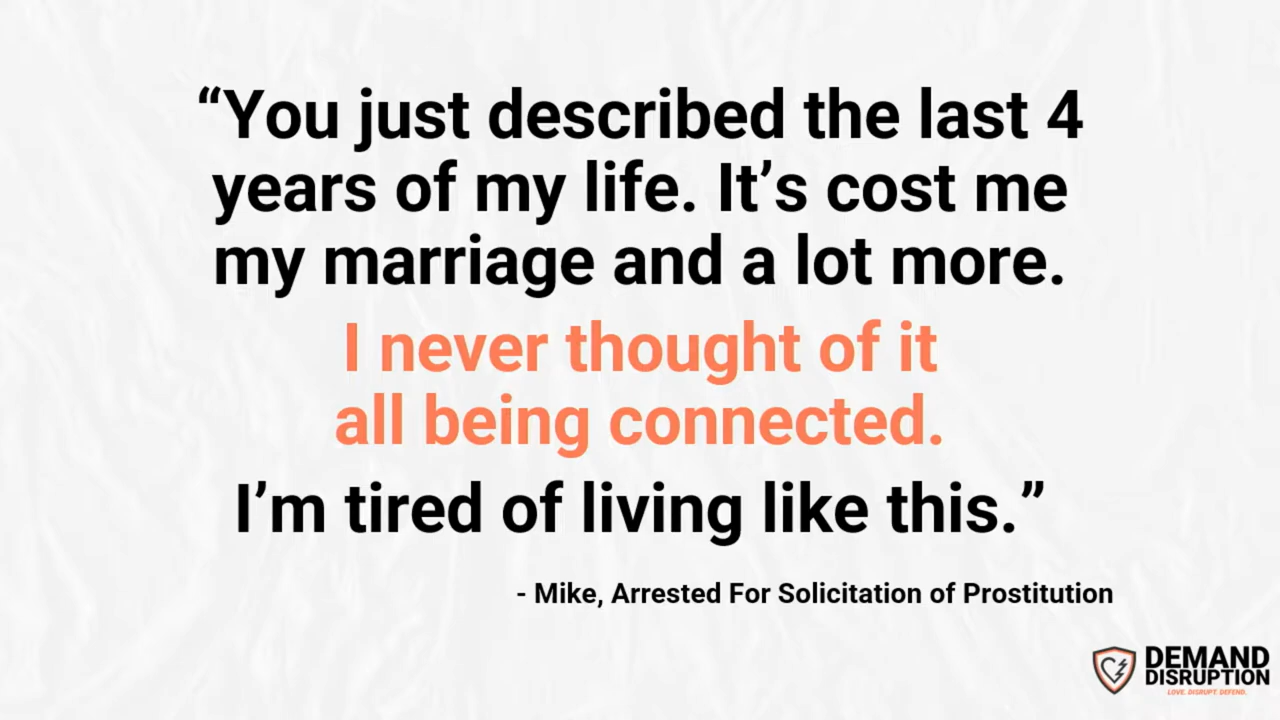 “You just described the last 4
years of my life. It’s cost me
my marriage and a lot more.
I never thought of it
all being connected.
I’m tired of living like this.”
- Mike, Arrested For Solicitation of Prostitution
DEMAND
DISRUPTION
LOVE. DISRUPT. DEFEND.